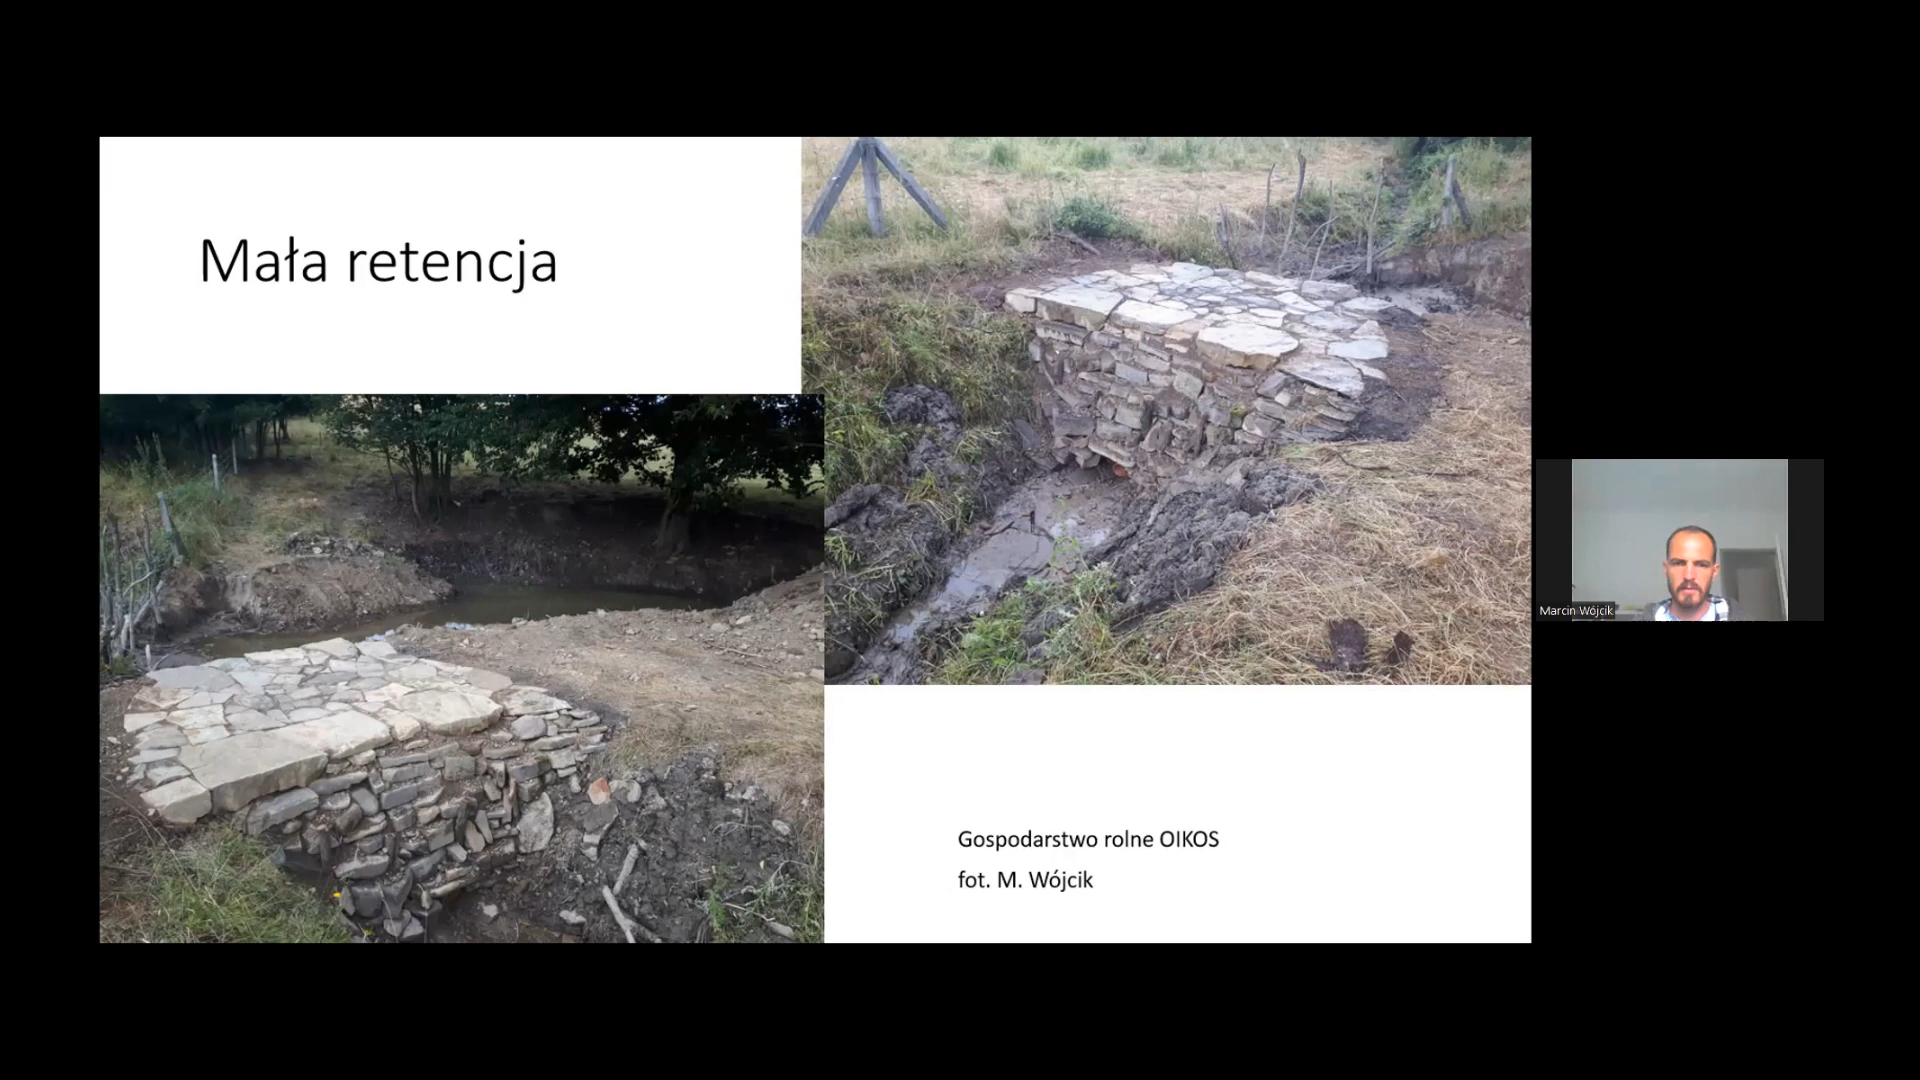 Mała retencja
Gospodarstwo rolne OIKOS
fot. M. Wójcik
Marcin Wójcik